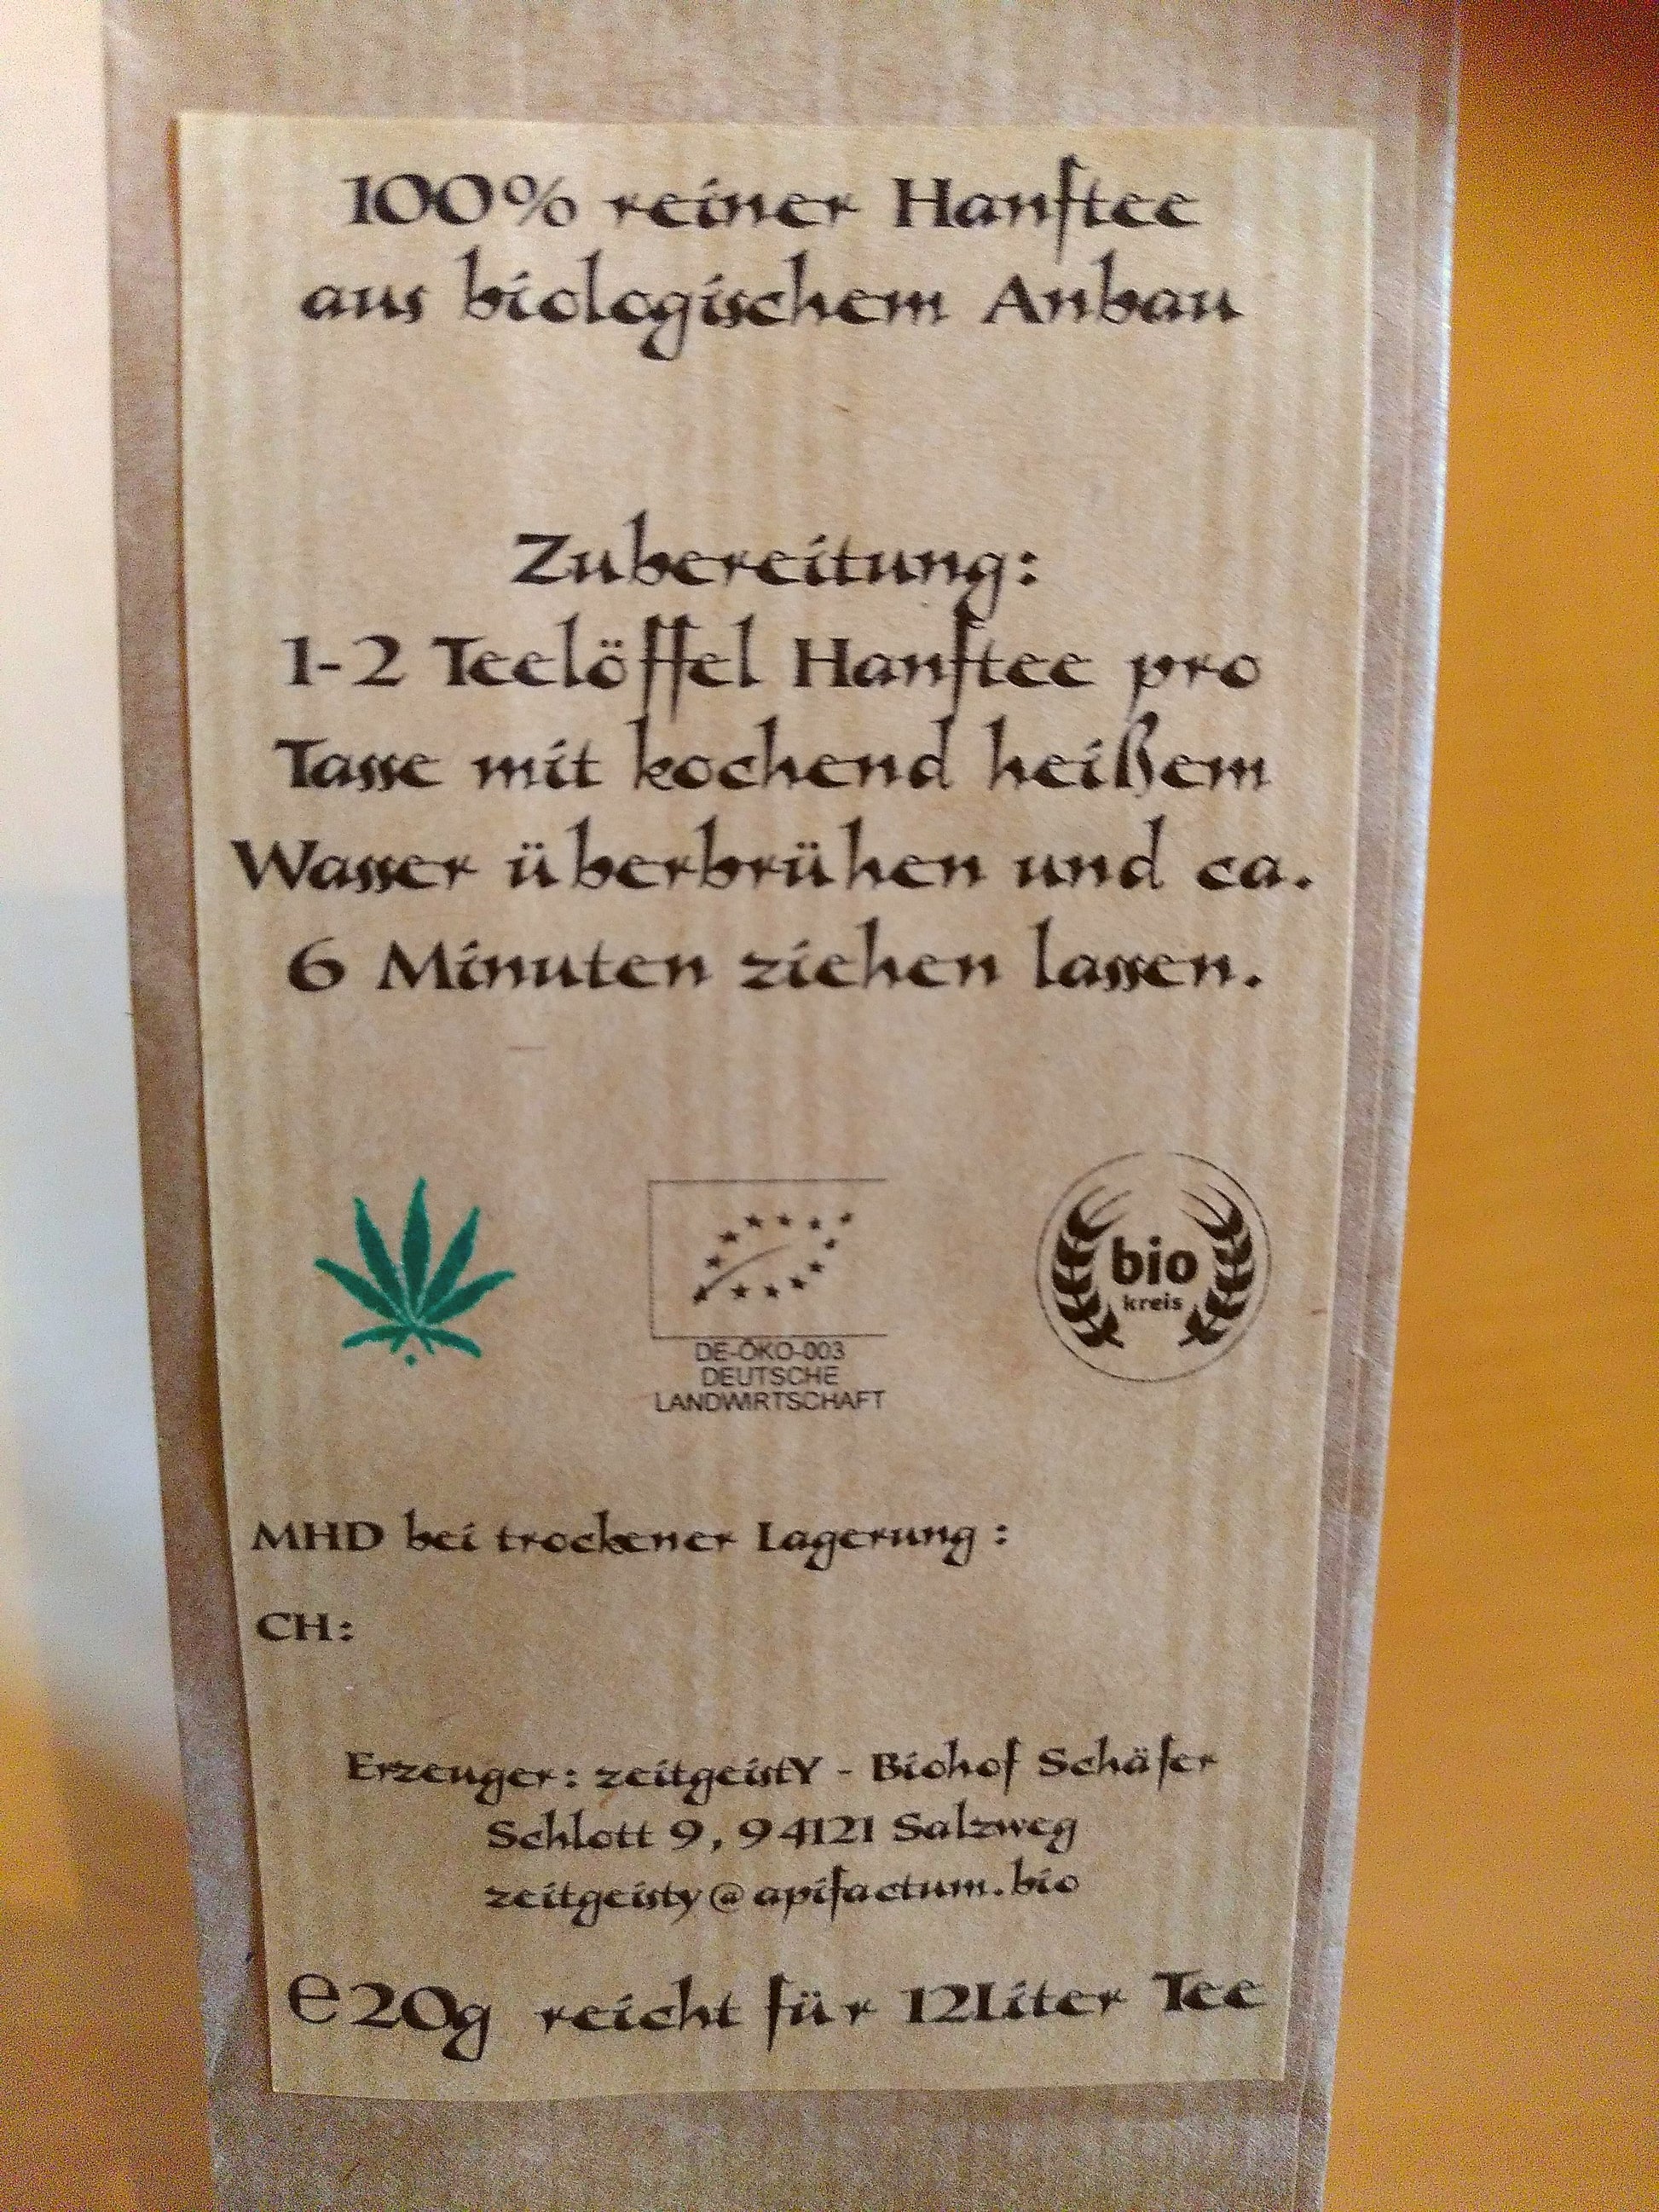 100% reiner Hanftee
aus biologischem Anbau
Zubereitung:
1-2 Teelöffel Hanftee pro
Tasse mit kochend heißem
Wasser überbrühen und ca.
6 Minuten ziehen lassen.
bio
kreis
DE-ÖKO-003
DEUTSCHE
LANDWIRTSCHAFT
MHD bei trockener Lagerung :
CH:
Erzeuger: zeitgeistY - Biohof Schäfer
Schlott 9, 94121 Salzweg
zeitgeisty@apifactum.bio
℮20g reicht für 12Liter Tee